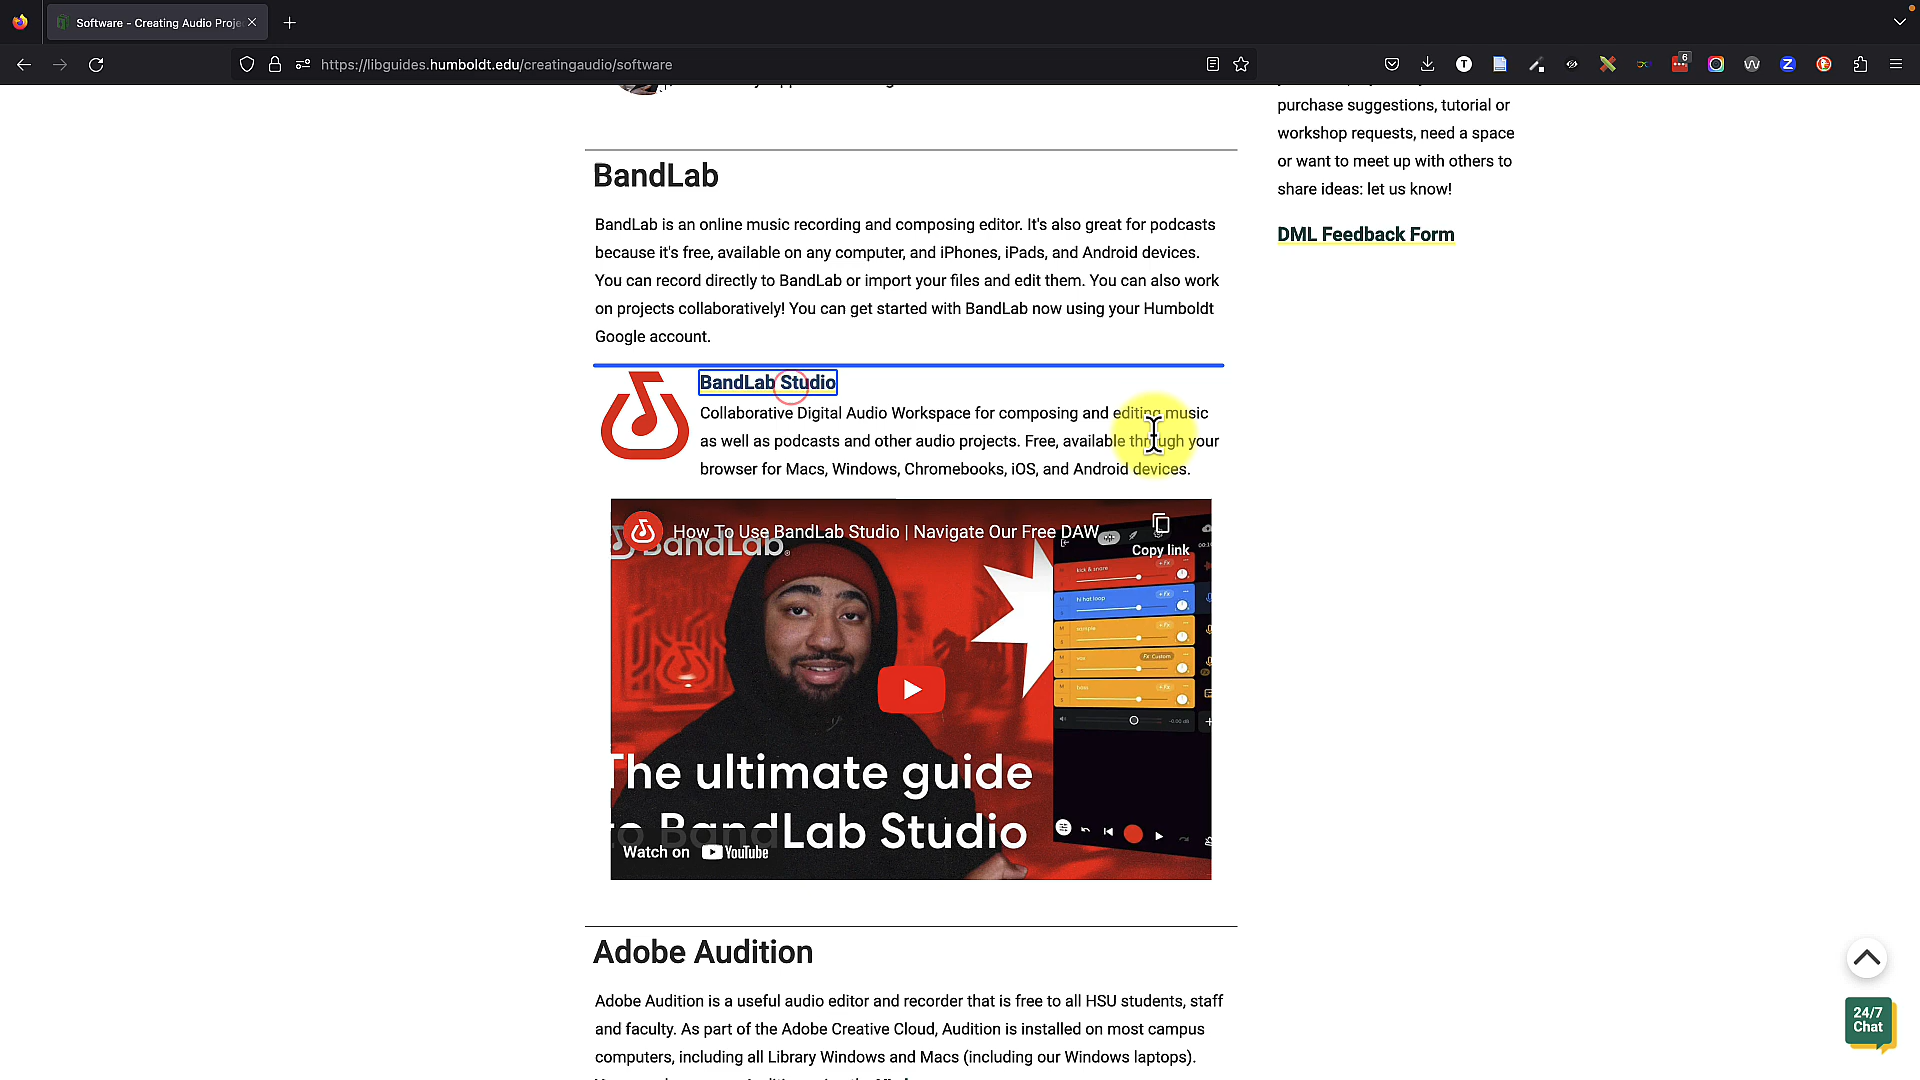 Software - Creating Audio Proje
https://libguides.humboldt.edu/creatingaudio/software
6
purchase suggestions, tutorial or
workshop requests, need a space
or want to meet up with others to
share ideas: let us know!
DML Feedback Form
BandLab
BandLab is an online music recording and composing editor. It's also great for podcasts
because it's free, available on any computer, and iPhones, iPads, and Android devices.
You can record directly to BandLab or import your files and edit them. You can also work
on projects collaboratively! You can get started with BandLab now using your Humboldt
Google account.
BandLab Studio
Collaborative Digital Audio Workspace for composing and editing music
as well as podcasts and other audio projects. Free, available through your
browser for Macs, Windows, Chromebooks, iOS, and Android devices.
How To Use BandLab Studio | Navigate Our Free DAW
BandLab
Copy link
kick & snare
hi hat loop
sample
vox
Fx Custom
bass
-0.00 dB
The ultimate guide
to BandLab Studio
Watch on YouTube
Adobe Audition
Adobe Audition is a useful audio editor and recorder that is free to all HSU students, staff
and faculty. As part of the Adobe Creative Cloud, Audition is installed on most campus
computers, including all Library Windows and Macs (including our Windows laptops).
24/7
Chat